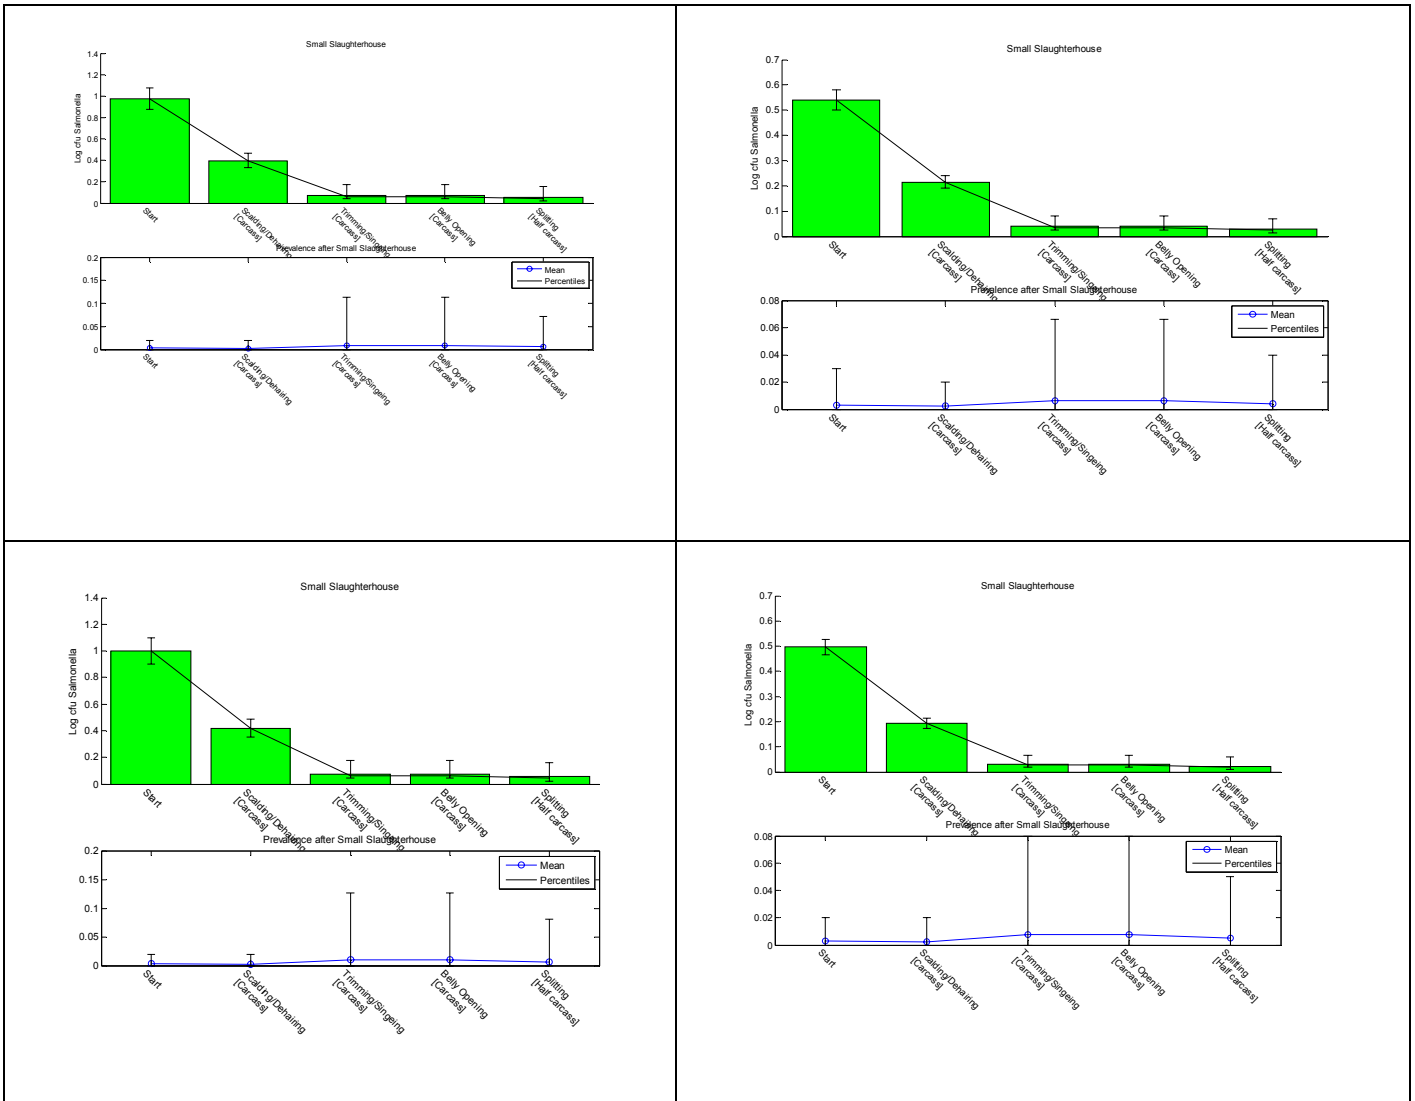 Small Slaughterhouse
1.4
1.2
1
0.8
0.6
0.4
0.2
0
Log cfu Salmonella
Start
Scalding/Dehairing
[Carcass]
Trimming/Singeing
[Carcass]
Belly Opening
[Carcass]
Splitting
[Half carcass]
Prevalence after Small Slaughterhouse
0.2
0.15
0.1
0.05
0
Mean
Percentiles
Start
Scalding/Dehairing
[Carcass]
Trimming/Singeing
[Carcass]
Belly Opening
[Carcass]
Splitting
[Half carcass]
Small Slaughterhouse
0.7
0.6
0.5
0.4
0.3
0.2
0.1
0
Log cfu Salmonella
Start
Scalding/Dehairing
[Carcass]
Trimming/Singeing
[Carcass]
Belly Opening
[Carcass]
Splitting
[Half carcass]
Prevalence after Small Slaughterhouse
0.08
0.06
0.04
0.02
0
Mean
Percentiles
Start
Scalding/Dehairing
[Carcass]
Trimming/Singeing
[Carcass]
Belly Opening
[Carcass]
Splitting
[Half carcass]
Small Slaughterhouse
1.4
1.2
1
0.8
0.6
0.4
0.2
0
Log cfu Salmonella
Start
Scalding/Dehairing
[Carcass]
Trimming/Singeing
[Carcass]
Belly Opening
[Carcass]
Splitting
[Half carcass]
Prevalence after Small Slaughterhouse
0.2
0.15
0.1
0.05
0
Mean
Percentiles
Start
Scalding/Dehairing
[Carcass]
Trimming/Singeing
[Carcass]
Belly Opening
[Carcass]
Splitting
[Half carcass]
Small Slaughterhouse
0.7
0.6
0.5
0.4
0.3
0.2
0.1
0
Log cfu Salmonella
Start
Scalding/Dehairing
[Carcass]
Trimming/Singeing
[Carcass]
Belly Opening
[Carcass]
Splitting
[Half carcass]
Prevalence after Small Slaughterhouse
0.08
0.06
0.04
0.02
0
Mean
Percentiles
Start
Scalding/Dehairing
[Carcass]
Trimming/Singeing
[Carcass]
Belly Opening
[Carcass]
Splitting
[Half carcass]